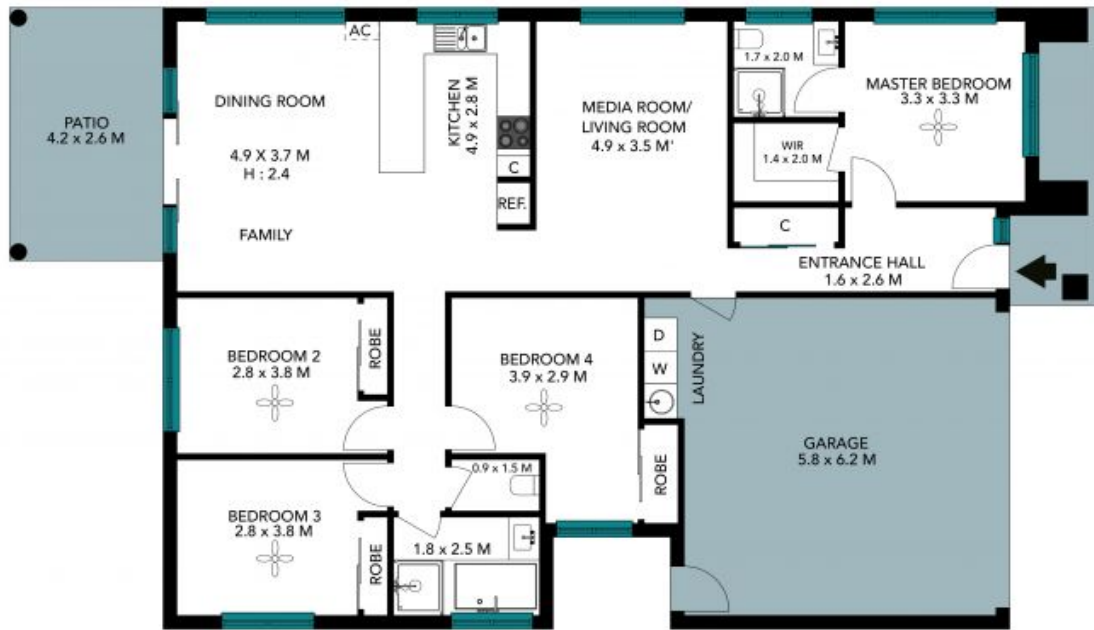 PATIO
4.2 x 2.6 M
DINING ROOM
4.9 X 3.7 M
H : 2.4
FAMILY
AC
KITCHEN
4.9 x 2.8 M
C
REF.
MEDIA ROOM/
LIVING ROOM
4.9 x 3.5 M'
1.7 x 2.0 M
WIR
1.4 x 2.0 M
MASTER BEDROOM
3.3 x 3.3 M
C
ENTRANCE HALL
1.6 x 2.6 M
BEDROOM 2
2.8 x 3.8 M
ROBE
BEDROOM 4
3.9 x 2.9 M
ROBE
D
W
LAUNDRY
GARAGE
5.8 x 6.2 M
0.9 x 1.5 M
BEDROOM 3
2.8 x 3.8 M
ROBE
1.8 x 2.5 M